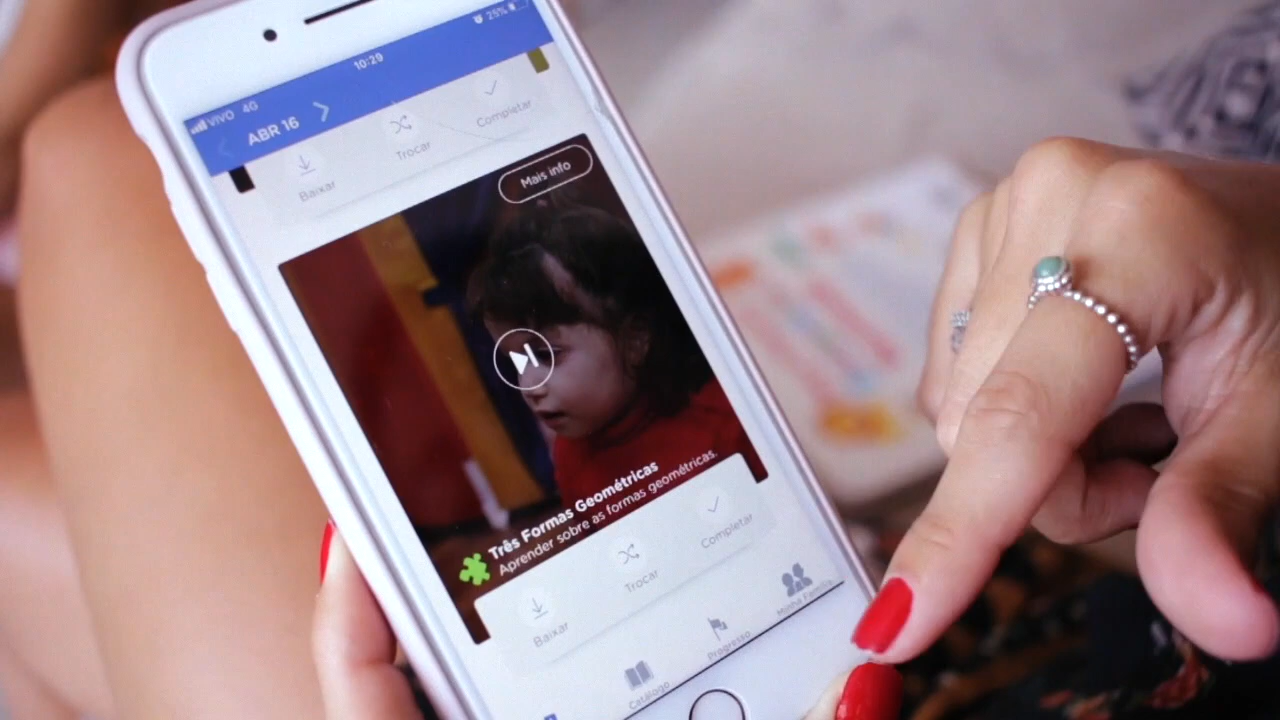 VIVO 4G
10:29
25%
ABR 16
Baixar
Trocar
Completar
Mais info
Três Formas Geométricas
Aprender sobre as formas geométricas.
Baixar
Trocar
Completar
Catálogo
Progresso
Minha Família